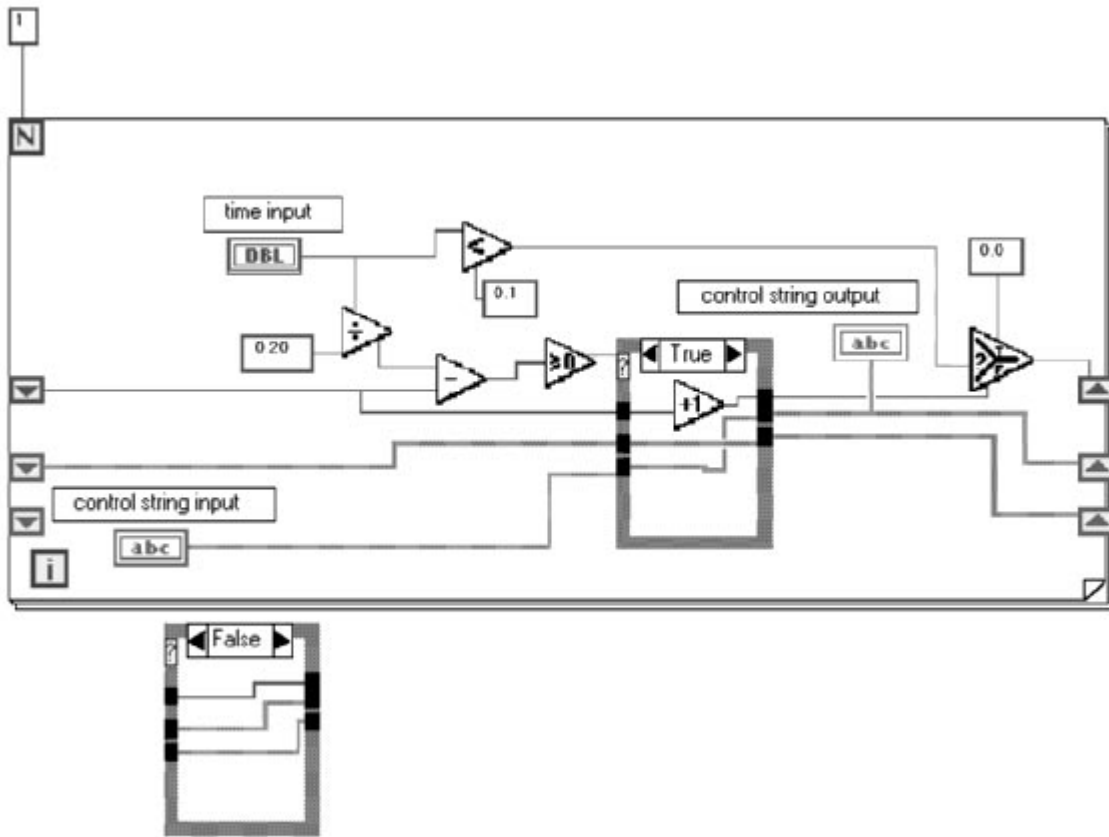 1
N
time input
DBL
<
0.1
0.0
control string output
abc
÷
0.20
-
≥0
?
True
+1
?
T
F
control string input
abc
i
False
?